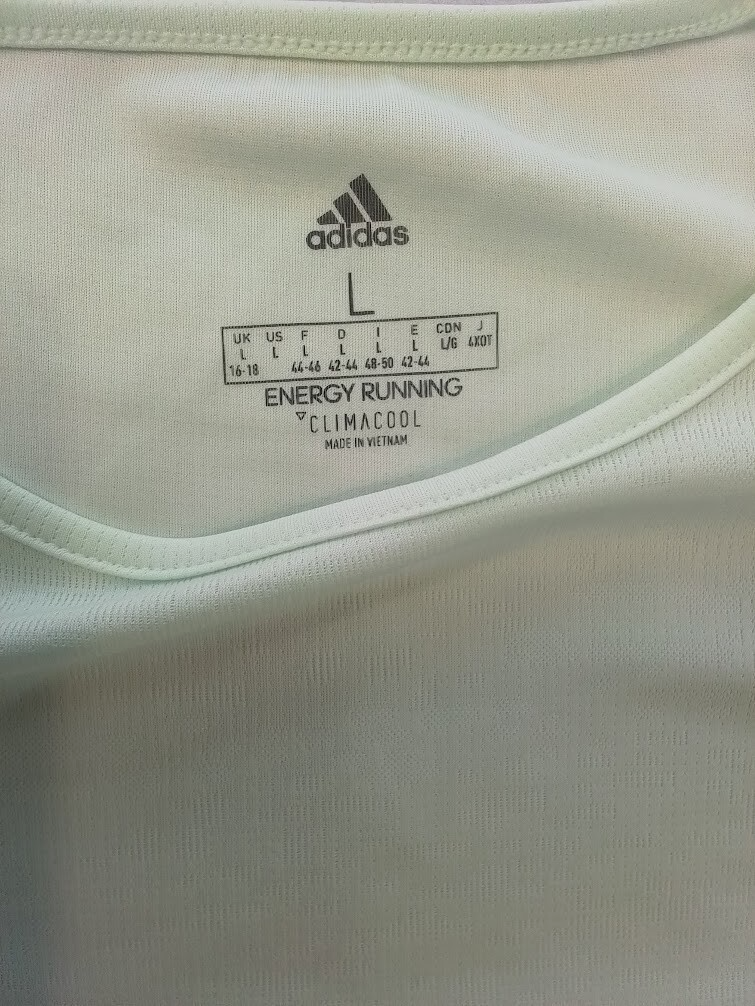 adidas
L
UK US F D I E CDN J
L L L L L L L/G 4XOT
16-18 44-46 42-44 48-50 42-44
ENERGY RUNNING
CLIMACOOL
MADE IN VIETNAM